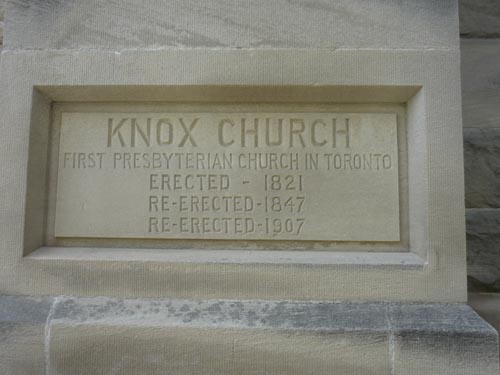 KNOX CHURCH
FIRST PRESBYTERIAN CHURCH IN TORONTO
ERECTED - 1821
RE-ERECTED-1847
RE-ERECTED-1907